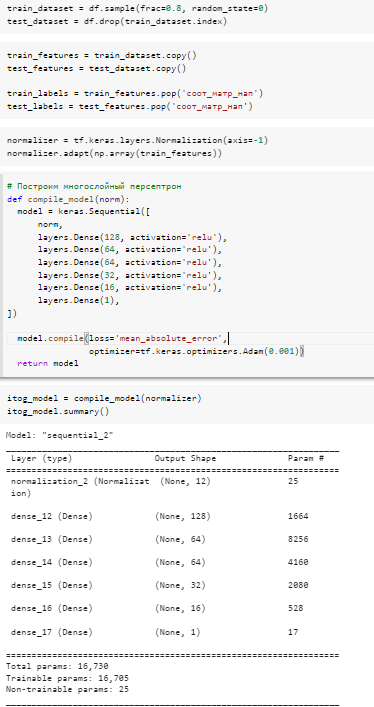 train_dataset = df.sample(frac=0.8, random_state=0)
test_dataset = df.drop(train_dataset.index)
train_features = train_dataset.copy()
test_features = test_dataset.copy()
train_labels = train_features.pop('соот_матр_нап')
test_labels = test_features.pop('соот_матр_нап')
normalizer = tf.keras.layers.Normalization(axis=-1)
normalizer.adapt(np.array(train_features))
# Построим многослойный персептрон
def compile_model(norm):
  model = keras.Sequential([
      norm,
      layers.Dense(128, activation='relu'),
      layers.Dense(64, activation='relu'),
      layers.Dense(64, activation='relu'),
      layers.Dense(32, activation='relu'),
      layers.Dense(16, activation='relu'),
      layers.Dense(1),
])
  model.compile(loss='mean_absolute_error',
                optimizer=tf.keras.optimizers.Adam(0.001))
  return model
itog_model = compile_model(normalizer)
itog_model.summary()
Model: "sequential_2"
Layer (type) Output Shape Param #
normalization_2 (Normalizat (None, 12) 25
ion)
dense_12 (Dense) (None, 128) 1664
dense_13 (Dense) (None, 64) 8256
dense_14 (Dense) (None, 64) 4160
dense_15 (Dense) (None, 32) 2080
dense_16 (Dense) (None, 16) 528
dense_17 (Dense) (None, 1) 17
Total params: 16,730
Trainable params: 16,705
Non-trainable params: 25